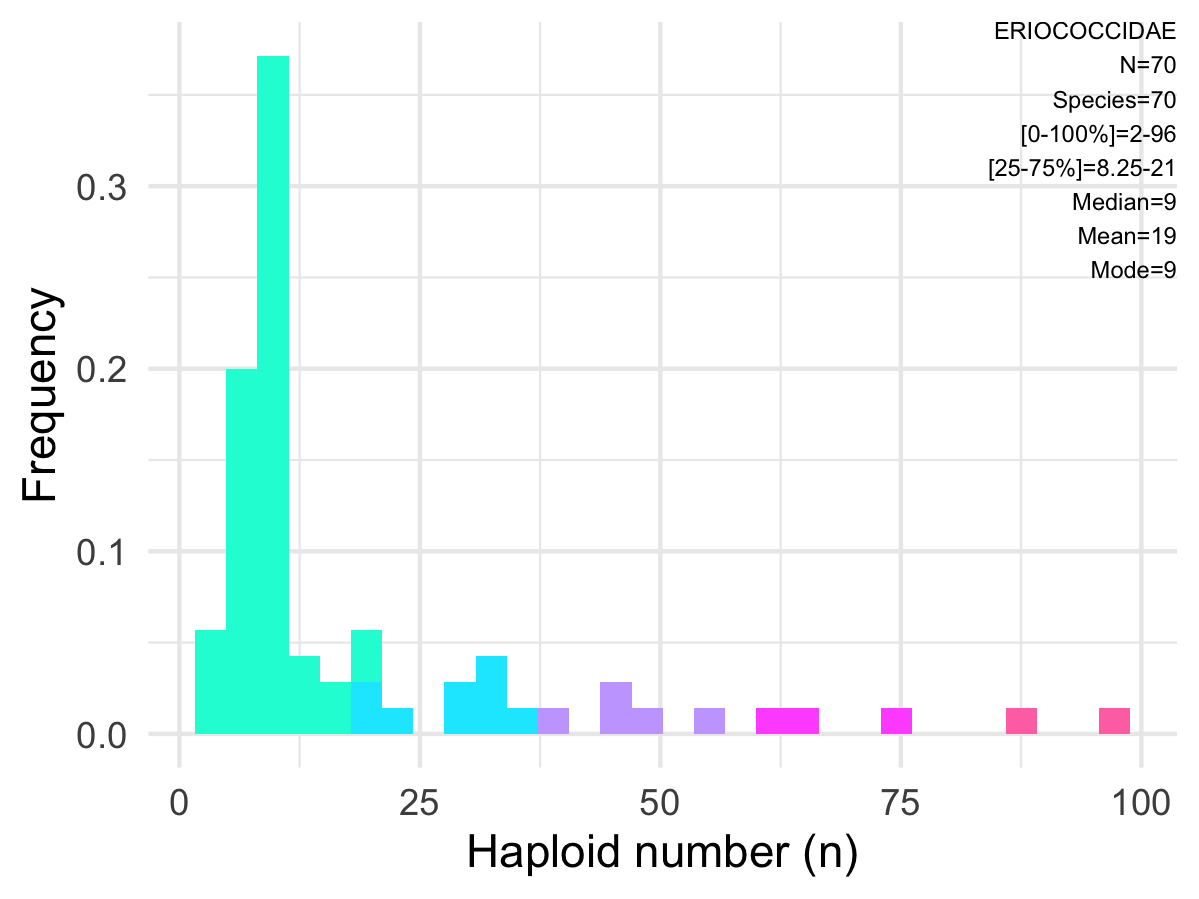 ERIOCOCCIDAE
N=70
Species=70
[0-100%]=2-96
[25-75%]=8.25-21
Median=9
Mean=19
Mode=9
Frequency
0.3
0.2
0.1
0.0
0 25 50 75 100
Haploid number (n)